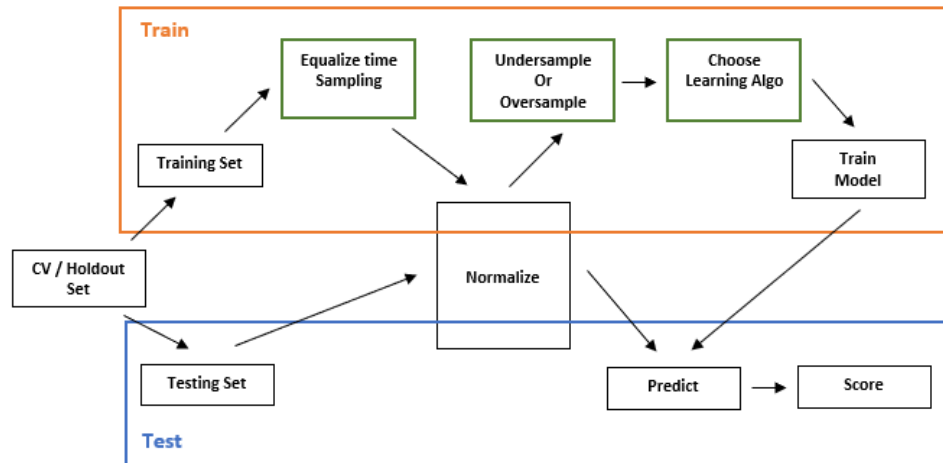 Train
Equalize time
Sampling
Undersample
Or
Oversample
Choose
Learning Algo
Training Set
Train
Model
CV / Holdout
Set
Normalize
Testing Set
Predict
Score
Test